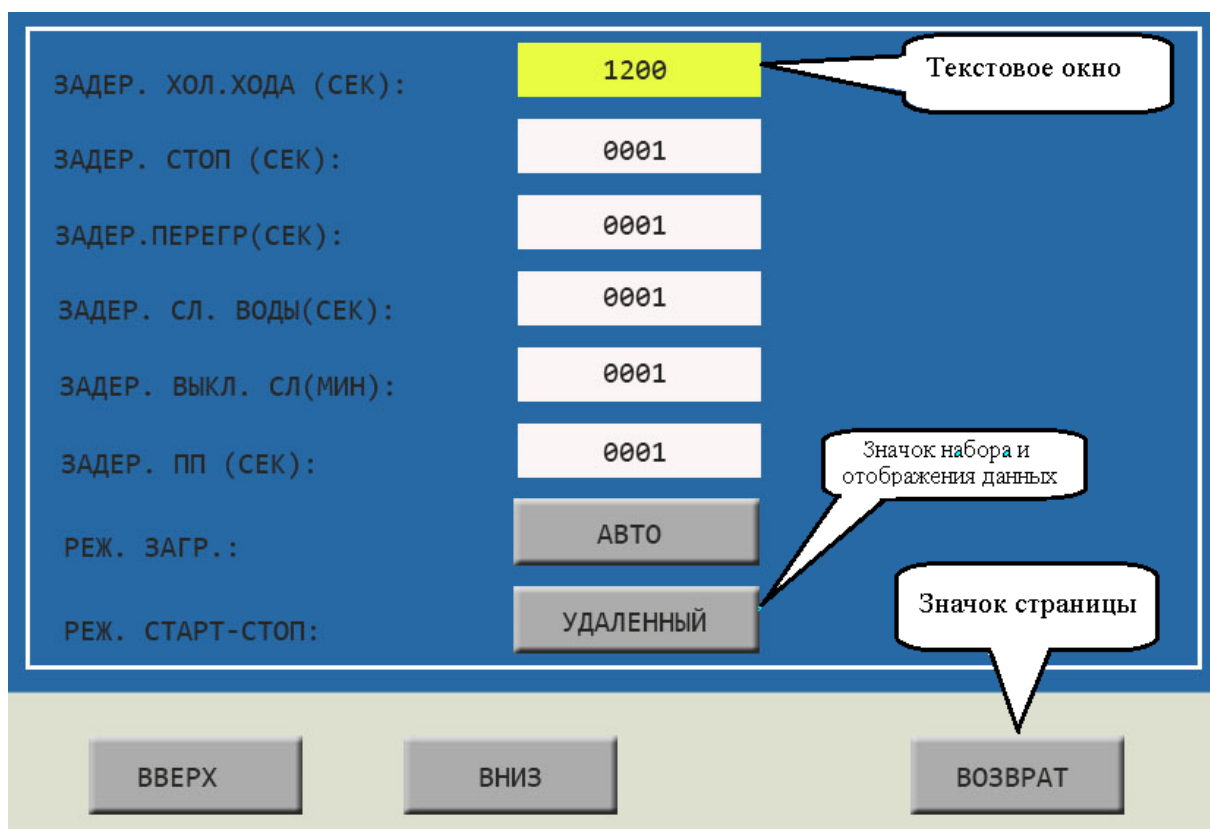 ЗАДЕР. ХОЛ.ХОДА (СЕК):
1200
Текстовое окно
ЗАДЕР. СТОП (СЕК):
0001
ЗАДЕР.ПЕРЕГР(СЕК):
0001
ЗАДЕР. СЛ. ВОДЫ(СЕК):
0001
ЗАДЕР. ВЫКЛ. СЛ(МИН):
0001
ЗАДЕР. ПП (СЕК):
0001
Значок набора и
отображения данных
РЕЖ. ЗАГР.:
АВТО
РЕЖ. СТАРТ-СТОП:
УДАЛЕННЫЙ
Значок страницы
ВВЕРХ
ВНИЗ
ВОЗВРАТ